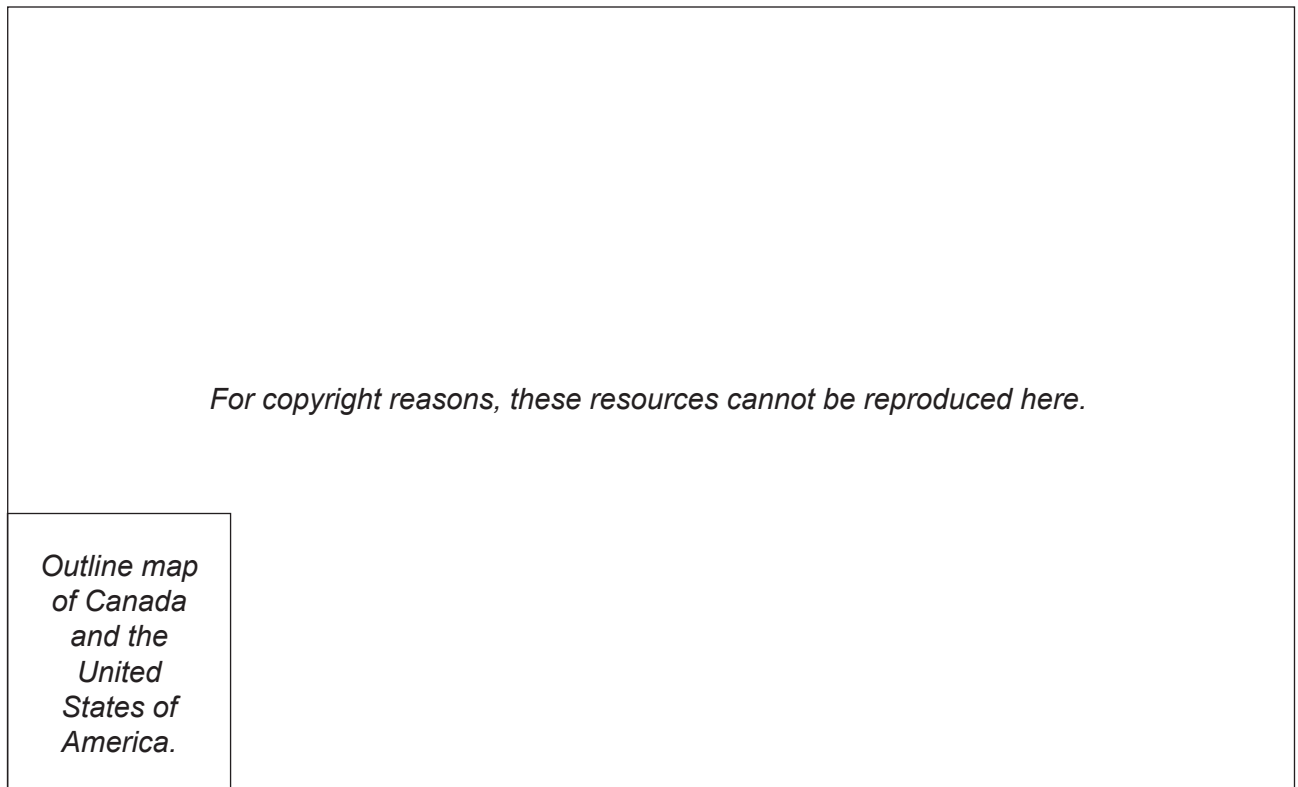 For copyright reasons, these resources cannot be reproduced here.
Outline map
of Canada
and the
United
States of
America.